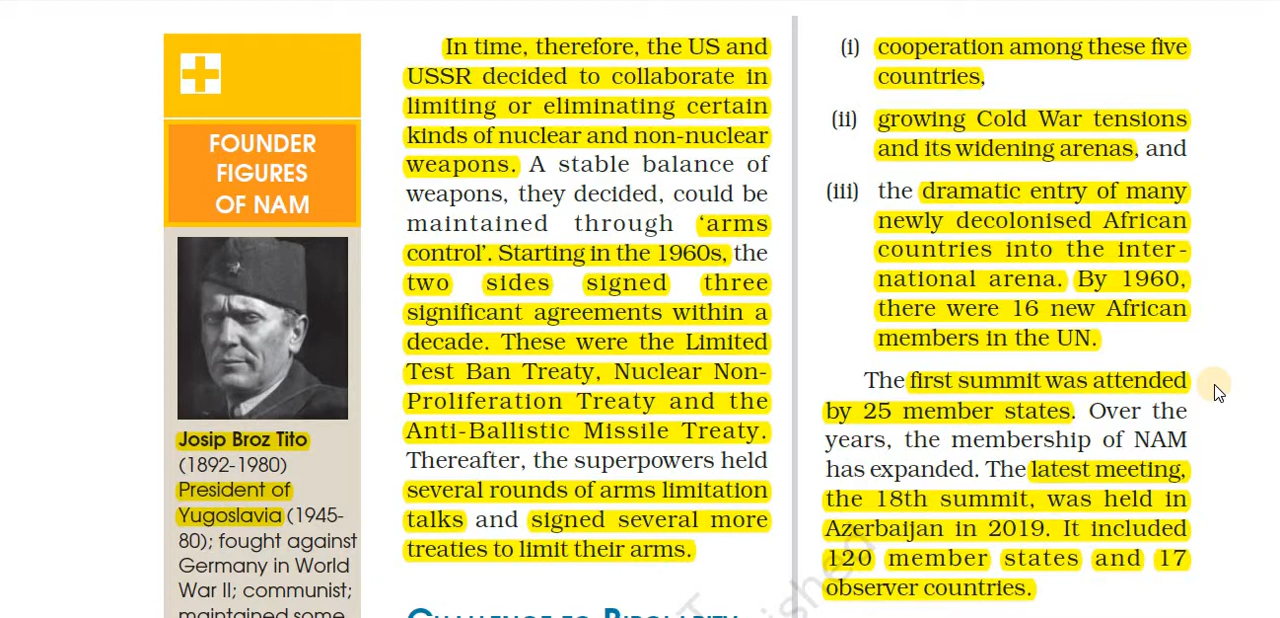 FOUNDER
FIGURES
OF NAM
Josip Broz Tito
(1892-1980)
President of
Yugoslavia (1945-
80); fought against
Germany in World
War II; communist;
maintained some
In time, therefore, the US and
USSR decided to collaborate in
limiting or eliminating certain
kinds of nuclear and non-nuclear
weapons. A stable balance of
weapons, they decided, could be
maintained through ‘arms
control’. Starting in the 1960s, the
two sides signed three
significant agreements within a
decade. These were the Limited
Test Ban Treaty, Nuclear Non-
Proliferation Treaty and the
Anti-Ballistic Missile Treaty.
Thereafter, the superpowers held
several rounds of arms limitation
talks and signed several more
treaties to limit their arms.
CHALLENGE TO BIPOLARITY
(i) cooperation among these five
countries,
(ii) growing Cold War tensions
and its widening arenas, and
(iii) the dramatic entry of many
newly decolonised African
countries into the inter-
national arena. By 1960,
there were 16 new African
members in the UN.
The first summit was attended
by 25 member states. Over the
years, the membership of NAM
has expanded. The latest meeting,
the 18th summit, was held in
Azerbaijan in 2019. It included
120 member states and 17
observer countries.